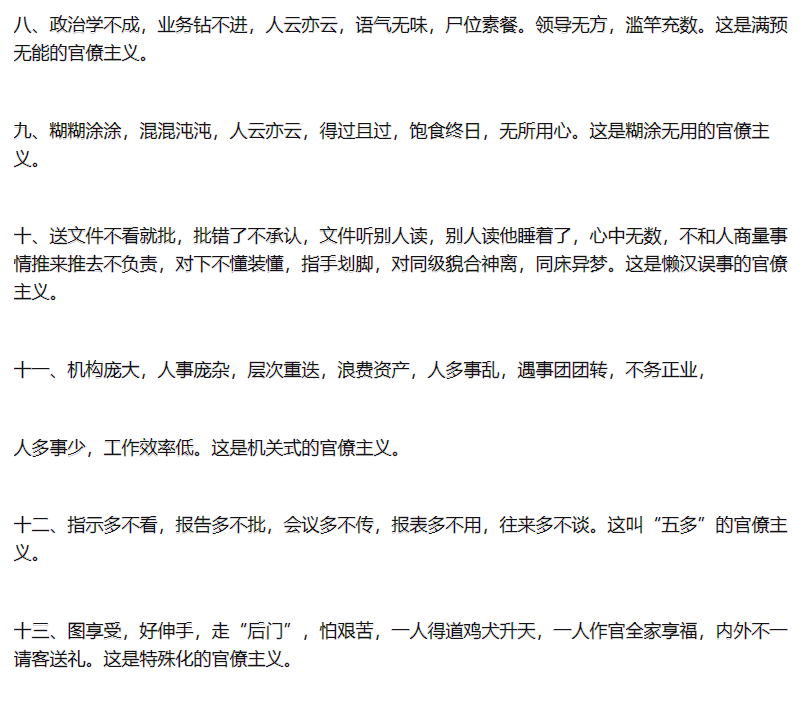 八、政治学不成，业务钻不进，人云亦云，语气无味，尸位素餐。领导无方，滥竿充数。这是满预
无能的官僚主义。
九、糊糊涂涂，混混沌沌，人云亦云，得过且过，饱食终日，无所用心。这是糊涂无用的官僚主
义。
十、送文件不看就批，批错了不承认，文件听别人读，别人读他睡着了，心中无数，不和人商量事
情推来推去不负责，对下不懂装懂，指手划脚，对同级貌合神离，同床异梦。这是懒汉误事的官僚
主义。
十一、机构庞大，人事庞杂，层次重迭，浪费资产，人多事乱，遇事团团转，不务正业，
人多事少，工作效率低。这是机关式的官僚主义。
十二、指示多不看，报告多不批，会议多不传，报表多不用，往来多不谈。这叫“五多”的官僚主
义。
十三、图享受，好伸手，走“后门”，怕艰苦，一人得道鸡犬升天，一人作官全家享福，内外不一
请客送礼。这是特殊化的官僚主义。